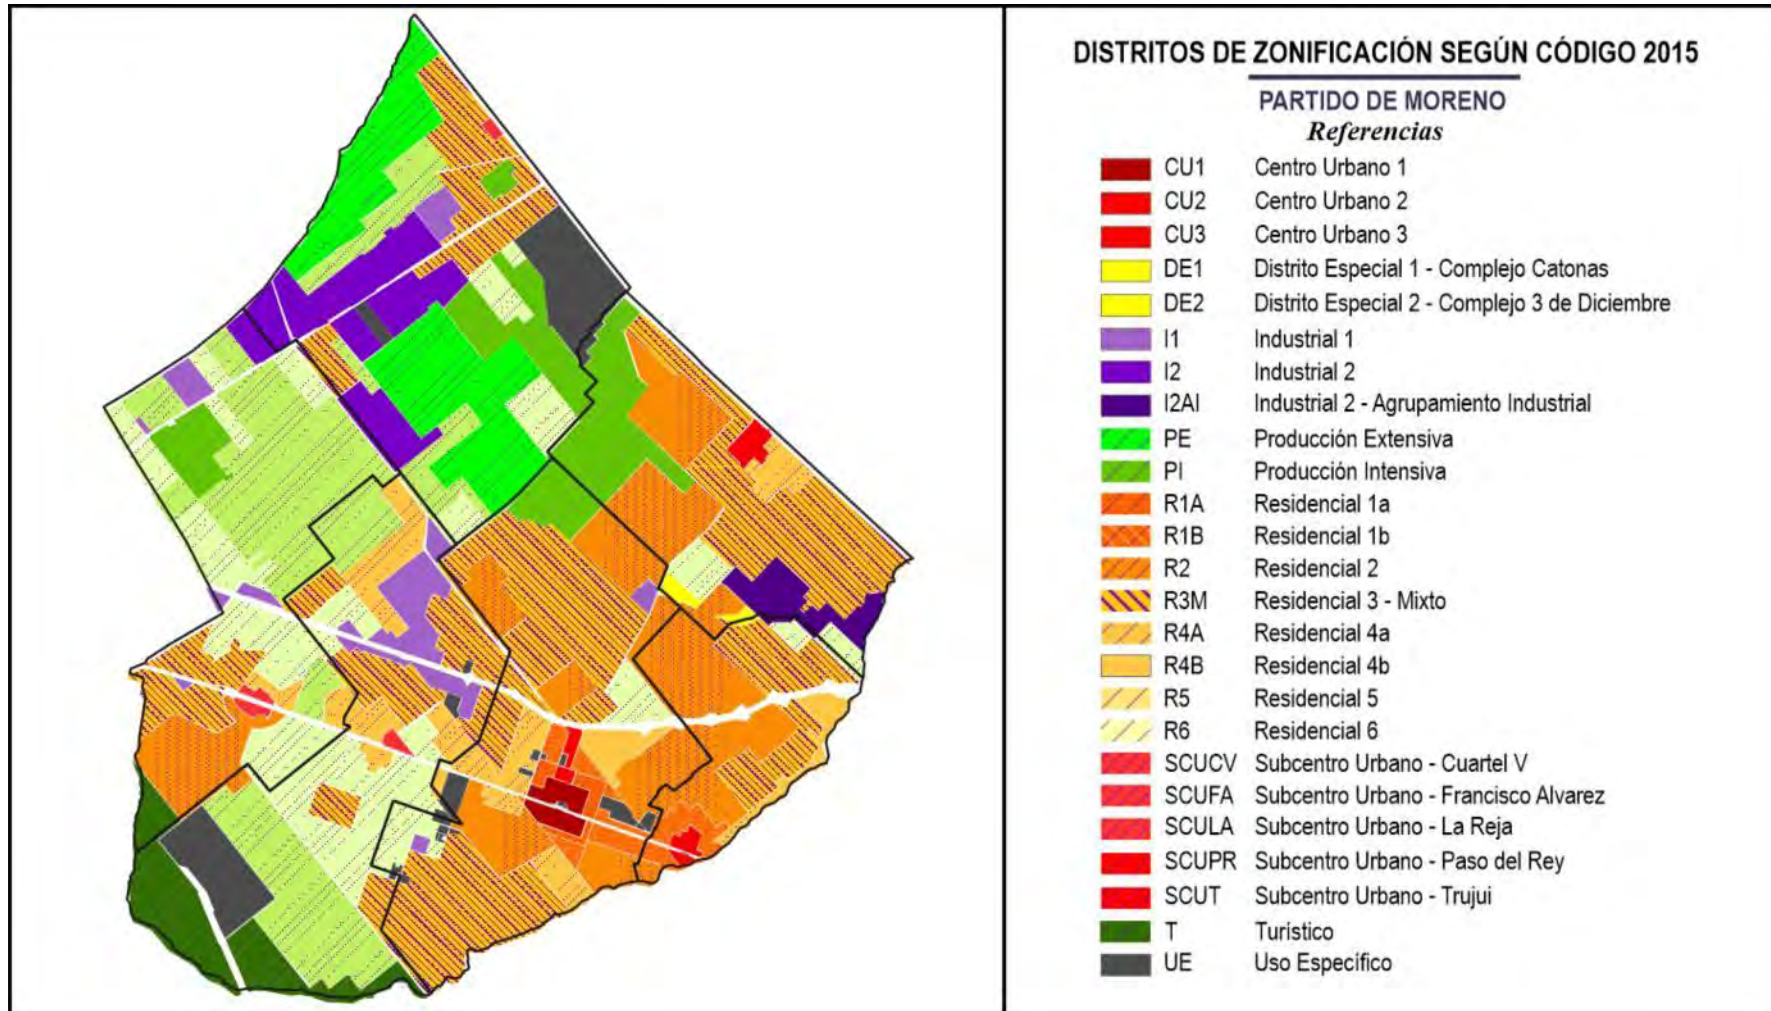 DISTRITOS DE ZONIFICACIÓN SEGÚN CÓDIGO 2015
PARTIDO DE MORENO
Referencias
CU1 Centro Urbano 1
CU2 Centro Urbano 2
CU3 Centro Urbano 3
DE1 Distrito Especial 1 - Complejo Catonas
DE2 Distrito Especial 2 - Complejo 3 de Diciembre
I1 Industrial 1
I2 Industrial 2
I2AI Industrial 2 - Agrupamiento Industrial
PE Producción Extensiva
PI Producción Intensiva
R1A Residencial 1a
R1B Residencial 1b
R2 Residencial 2
R3M Residencial 3 - Mixto
R4A Residencial 4a
R4B Residencial 4b
R5 Residencial 5
R6 Residencial 6
SCUCV Subcentro Urbano - Cuartel V
SCUFA Subcentro Urbano - Francisco Alvarez
SCULA Subcentro Urbano - La Reja
SCUPR Subcentro Urbano - Paso del Rey
SCUT Subcentro Urbano - Trujui
T Turístico
UE Uso Específico